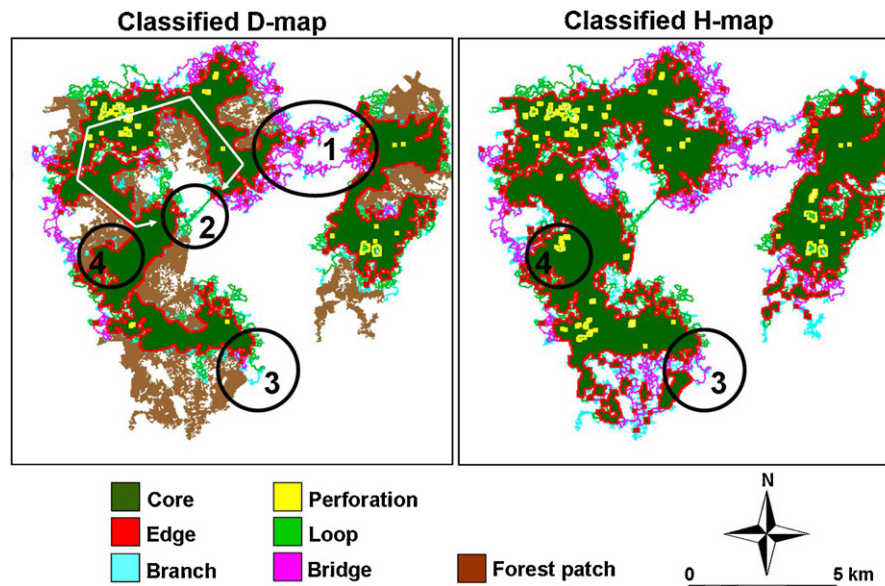 Classified D-map
Classified H-map
1
2
4
3
4
3
Core
Perforation
Edge
Loop
Branch
Bridge
Forest patch
N
0
5 km